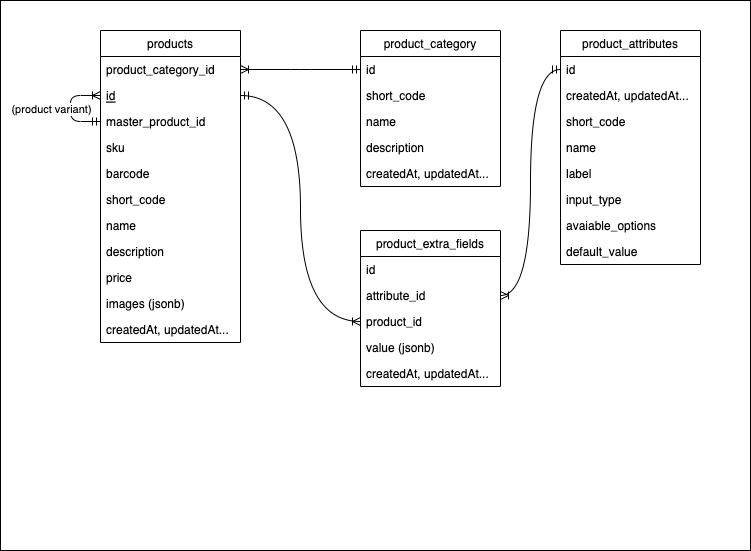 products
product_category_id
id
(product variant)
master_product_id
sku
barcode
short_code
name
description
price
images (jsonb)
createdAt, updatedAt...
product_category
id
short_code
name
description
createdAt, updatedAt...
product_extra_fields
id
attribute_id
product_id
value (jsonb)
createdAt, updatedAt...
product_attributes
id
createdAt, updatedAt...
short_code
name
label
input_type
avaiable_options
default_value